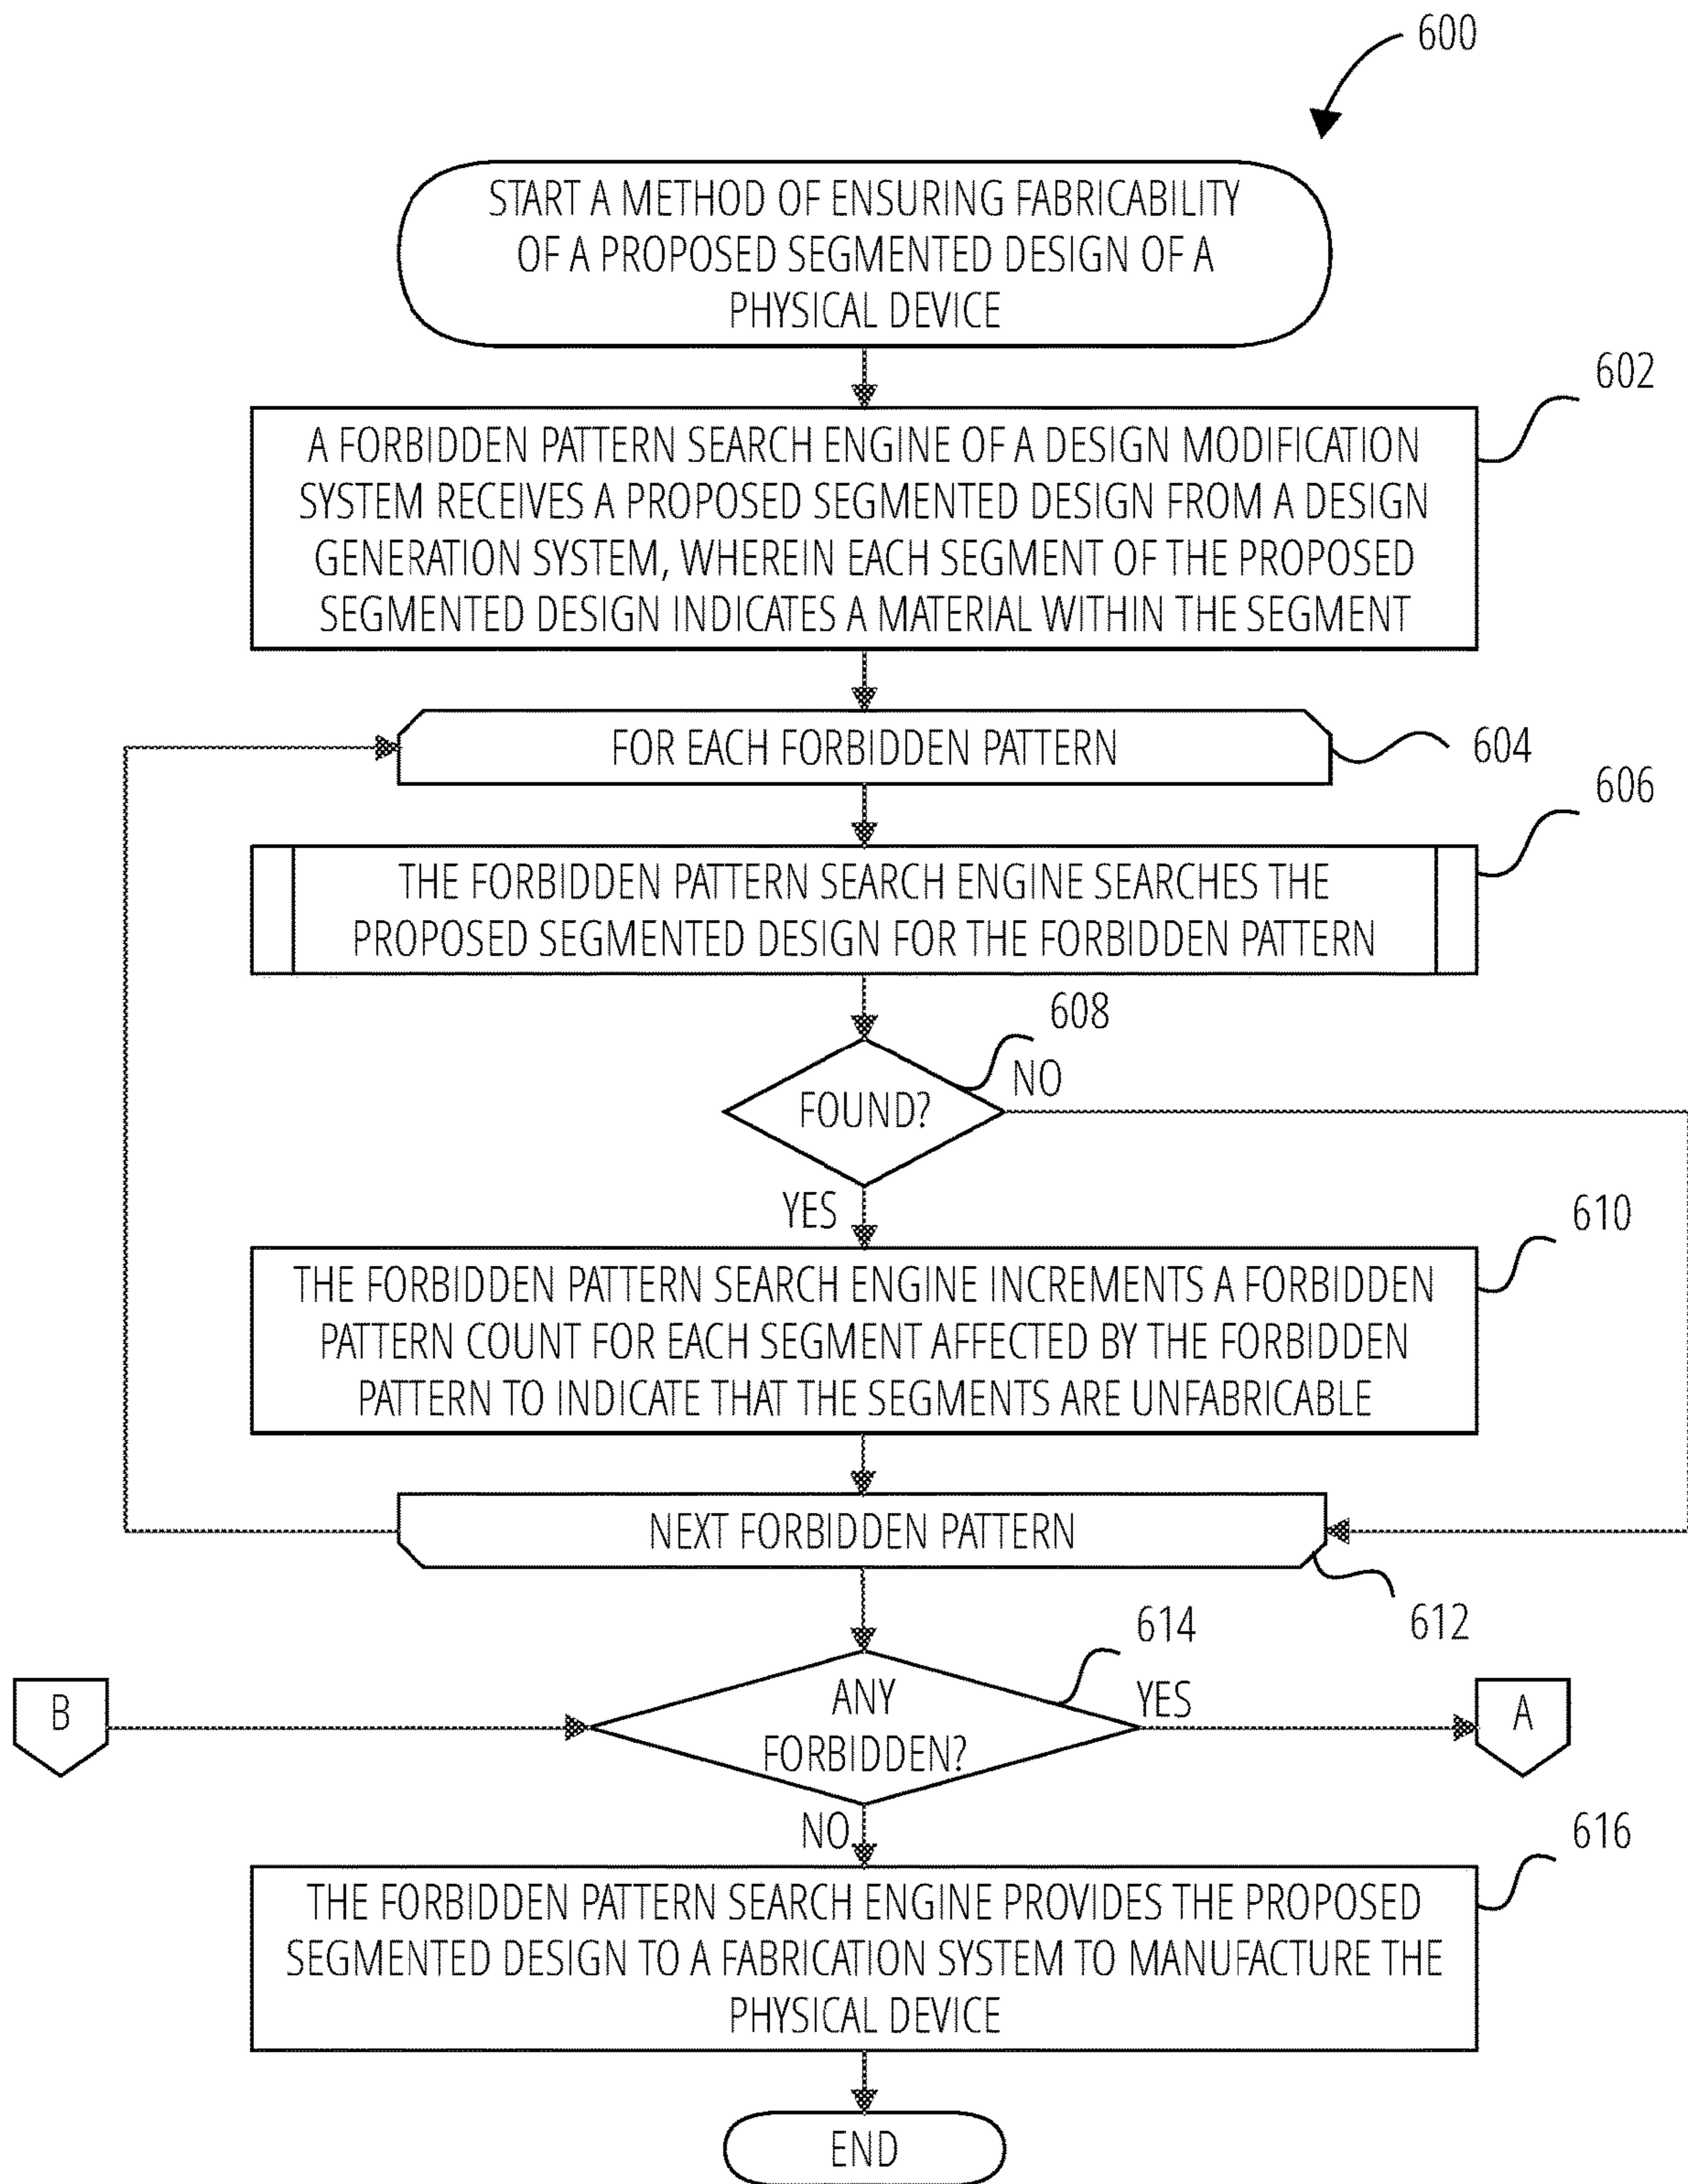 600
START A METHOD OF ENSURING FABRICABILITY
OF A PROPOSED SEGMENTED DESIGN OF A
PHYSICAL DEVICE
602
A FORBIDDEN PATTERN SEARCH ENGINE OF A DESIGN MODIFICATION
SYSTEM RECEIVES A PROPOSED SEGMENTED DESIGN FROM A DESIGN
GENERATION SYSTEM, WHEREIN EACH SEGMENT OF THE PROPOSED
SEGMENTED DESIGN INDICATES A MATERIAL WITHIN THE SEGMENT
FOR EACH FORBIDDEN PATTERN
604
606
THE FORBIDDEN PATTERN SEARCH ENGINE SEARCHES THE
PROPOSED SEGMENTED DESIGN FOR THE FORBIDDEN PATTERN
608
NO
FOUND?
YES
610
THE FORBIDDEN PATTERN SEARCH ENGINE INCREMENTS A FORBIDDEN
PATTERN COUNT FOR EACH SEGMENT AFFECTED BY THE FORBIDDEN
PATTERN TO INDICATE THAT THE SEGMENTS ARE UNFABRICABLE
NEXT FORBIDDEN PATTERN
612
614
B
ANY
FORBIDDEN?
YES
A
NO
616
THE FORBIDDEN PATTERN SEARCH ENGINE PROVIDES THE PROPOSED
SEGMENTED DESIGN TO A FABRICATION SYSTEM TO MANUFACTURE THE
PHYSICAL DEVICE
END